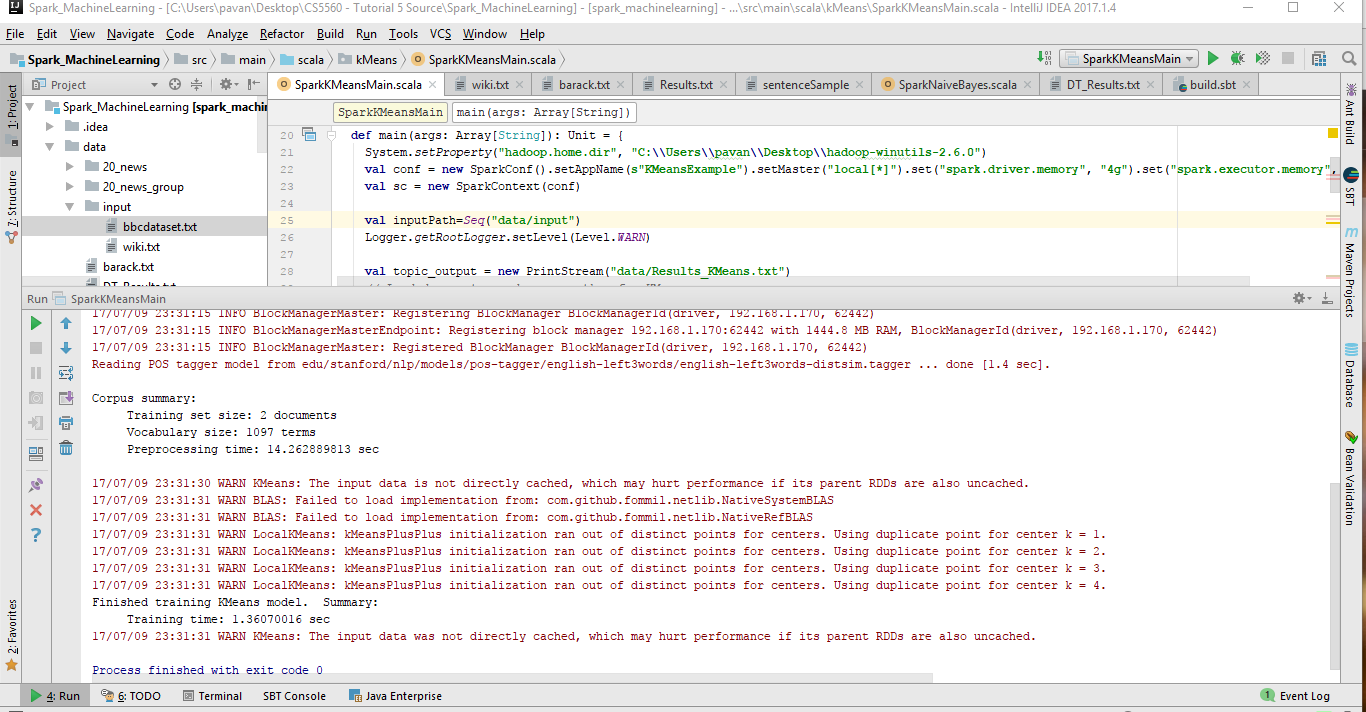 Spark_MachineLearning - [C:\Users\pavan\Desktop\CS5560 - Tutorial 5 Source\Spark_MachineLearning] - [spark_machinelearning] - ...\src\main\scala\kMeans\SparkKMeansMain.scala - IntelliJ IDEA 2017.1.4
File Edit View Navigate Code Analyze Refactor Build Run Tools VCS Window Help
Spark_MachineLearning src main scala kMeans SparkKMeansMain.scala SparkKMeansMain
Project SparkKMeansMain.scala wiki.txt barack.txt Results.txt sentenceSample SparkNaiveBayes.scala DT_Results.txt build.sbt
1: Project
7: Structure
2: Favorites
Spark_MachineLearning [spark_machi
.idea
data
20_news
20_news_group
input
bbcdataset.txt
wiki.txt
barack.txt
DT_Results.txt
SparkKMeansMain main(args: Array[String])
20 def main(args: Array[String]): Unit = {
21 System.setProperty("hadoop.home.dir", "C:\\Users\\pavan\\Desktop\\hadoop-winutils-2.6.0")
22 val conf = new SparkConf().setAppName(s"KMeansExample").setMaster("local[*]").set("spark.driver.memory", "4g").set("spark.executor.memory",
23 val sc = new SparkContext(conf)
24
25 val inputPath=Seq("data/input")
26 Logger.getRootLogger.setLevel(Level.WARN)
27
28 val topic_output = new PrintStream("data/Results_KMeans.txt")
Ant Build
SBT
Maven Projects
Database
Bean Validation
Run SparkKMeansMain
17/07/09 23:31:15 INFO BlockManagerMaster: Registering BlockManager BlockManagerId(driver, 192.168.1.170, 62442)
17/07/09 23:31:15 INFO BlockManagerMasterEndpoint: Registering block manager 192.168.1.170:62442 with 1444.8 MB RAM, BlockManagerId(driver, 192.168.1.170, 62442)
17/07/09 23:31:15 INFO BlockManagerMaster: Registered BlockManager BlockManagerId(driver, 192.168.1.170, 62442)
Reading POS tagger model from edu/stanford/nlp/models/pos-tagger/english-left3words/english-left3words-distsim.tagger ... done [1.4 sec].
Corpus summary:
Training set size: 2 documents
Vocabulary size: 1097 terms
Preprocessing time: 14.262889813 sec
17/07/09 23:31:30 WARN KMeans: The input data is not directly cached, which may hurt performance if its parent RDDs are also uncached.
17/07/09 23:31:31 WARN BLAS: Failed to load implementation from: com.github.fommil.netlib.NativeSystemBLAS
17/07/09 23:31:31 WARN BLAS: Failed to load implementation from: com.github.fommil.netlib.NativeRefBLAS
17/07/09 23:31:31 WARN LocalKMeans: kMeansPlusPlus initialization ran out of distinct points for centers. Using duplicate point for center k = 1.
17/07/09 23:31:31 WARN LocalKMeans: kMeansPlusPlus initialization ran out of distinct points for centers. Using duplicate point for center k = 2.
17/07/09 23:31:31 WARN LocalKMeans: kMeansPlusPlus initialization ran out of distinct points for centers. Using duplicate point for center k = 3.
17/07/09 23:31:31 WARN LocalKMeans: kMeansPlusPlus initialization ran out of distinct points for centers. Using duplicate point for center k = 4.
Finished training KMeans model.  Summary:
Training time: 1.36070016 sec
17/07/09 23:31:31 WARN KMeans: The input data was not directly cached, which may hurt performance if its parent RDDs are also uncached.
Process finished with exit code 0
4: Run 6: TODO Terminal SBT Console Java Enterprise 1 Event Log